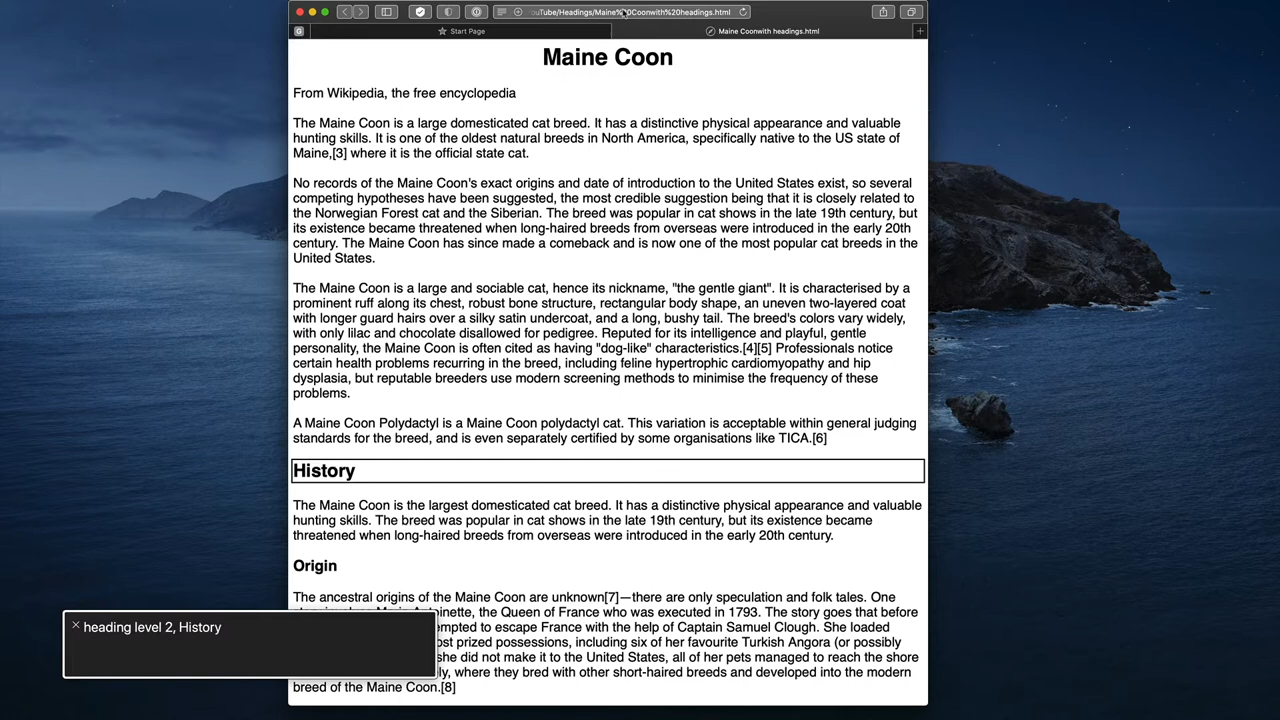 uTube/Headings/Maine%20Coonwith%20headings.html
G
Start Page
Maine Coonwith headings.html
Maine Coon
From Wikipedia, the free encyclopedia
The Maine Coon is a large domesticated cat breed. It has a distinctive physical appearance and valuable
hunting skills. It is one of the oldest natural breeds in North America, specifically native to the US state of
Maine,[3] where it is the official state cat.
No records of the Maine Coon's exact origins and date of introduction to the United States exist, so several
competing hypotheses have been suggested, the most credible suggestion being that it is closely related to
the Norwegian Forest cat and the Siberian. The breed was popular in cat shows in the late 19th century, but
its existence became threatened when long-haired breeds from overseas were introduced in the early 20th
century. The Maine Coon has since made a comeback and is now one of the most popular cat breeds in the
United States.
The Maine Coon is a large and sociable cat, hence its nickname, "the gentle giant". It is characterised by a
prominent ruff along its chest, robust bone structure, rectangular body shape, an uneven two-layered coat
with longer guard hairs over a silky satin undercoat, and a long, bushy tail. The breed's colors vary widely,
with only lilac and chocolate disallowed for pedigree. Reputed for its intelligence and playful, gentle
personality, the Maine Coon is often cited as having "dog-like" characteristics.[4][5] Professionals notice
certain health problems recurring in the breed, including feline hypertrophic cardiomyopathy and hip
dysplasia, but reputable breeders use modern screening methods to minimise the frequency of these
problems.
A Maine Coon Polydactyl is a Maine Coon polydactyl cat. This variation is acceptable within general judging
standards for the breed, and is even separately certified by some organisations like TICA.[6]
History
The Maine Coon is the largest domesticated cat breed. It has a distinctive physical appearance and valuable
hunting skills. The breed was popular in cat shows in the late 19th century, but its existence became
threatened when long-haired breeds from overseas were introduced in the early 20th century.
Origin
The ancestral origins of the Maine Coon are unknown[7]—there are only speculation and folk tales. One
Marie Antoinette, the Queen of France who was executed in 1793. The story goes that before
empted to escape France with the help of Captain Samuel Clough. She loaded
st prized possessions, including six of her favourite Turkish Angora (or possibly
she did not make it to the United States, all of her pets managed to reach the shore
ly, where they bred with other short-haired breeds and developed into the modern
breed of the Maine Coon.[8]
heading level 2, History